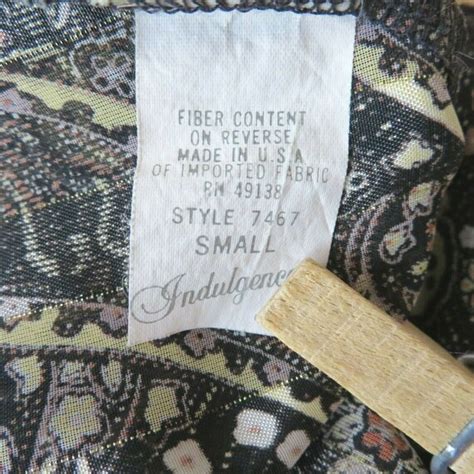 FIBER CONTENT
ON REVERSE
MADE IN U.S.A
OF IMPORTED FABRIC
RN 49138
STYLE 7467
SMALL
Indulgenc